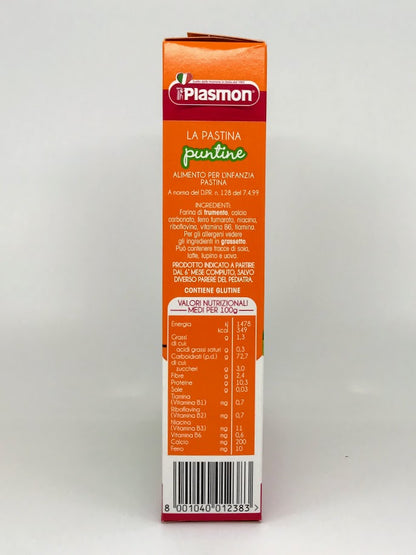 Plasmon
LA PASTINA
puntine
ALIMENTO PER L'INFANZIA
PASTINA
A norma del D.P.R. n. 128 del 7.4.99
INGREDIENTI:
Farina di frumento, calcio
carbonato, ferro fumarato, niacina,
riboflavina, vitamina B6, tiamina.
Per gli allergeni vedere
gli ingredienti in grassetto.
Può contenere tracce di soia,
latte, lupino e uova.
PRODOTTO INDICATO A PARTIRE
DAL 6° MESE COMPIUTO, SALVO
DIVERSO PARERE DEL PEDIATRA.
CONTIENE GLUTINE
VALORI NUTRIZIONALI
MEDI PER 100g
Energia kj 1478
kcal 349
Grassi g 1,3
di cui
acidi grassi saturi g 0,3
Carboidrati (p.d.) g 72,7
di cui
zuccheri g 3,0
Fibre g 2,4
Proteine g 10,3
Sale g 0,03
Tiamina
(Vitamina B1) mg 0,7
Riboflavina
(Vitamina B2) mg 0,7
Niacina
(Vitamina B3) mg 11
Vitamina B6 mg 0,6
Calcio mg 200
Ferro mg 10
8 001040 012383 >